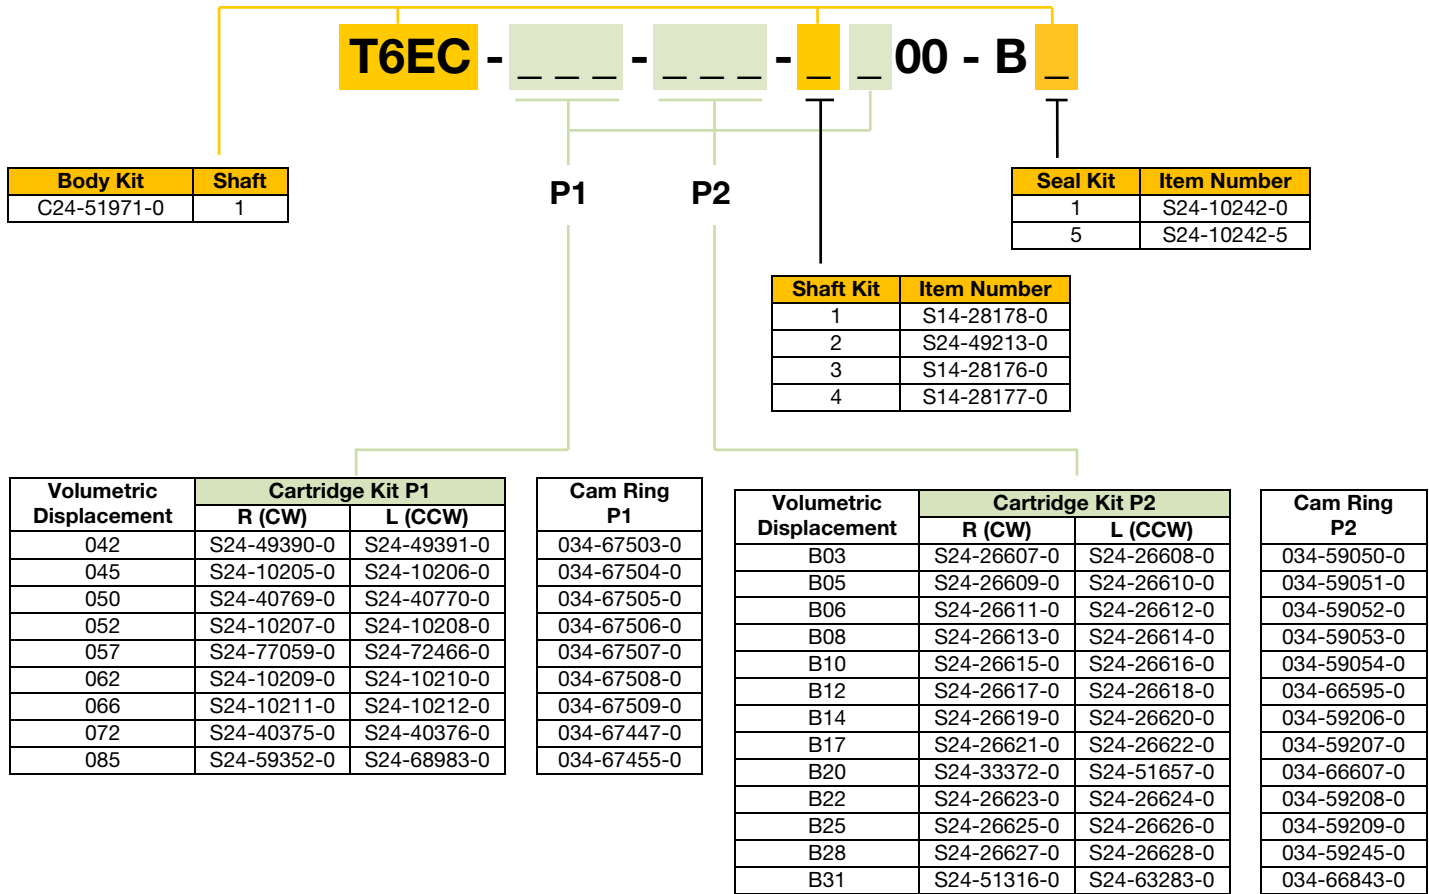 T6EC - _ _ _ - _ _ _ - _ _ 00 - B _
Body Kit Shaft
C24-51971-0 1
P1 P2
Seal Kit Item Number
1 S24-10242-0
5 S24-10242-5
Shaft Kit Item Number
1 S14-28178-0
2 S24-49213-0
3 S14-28176-0
4 S14-28177-0
Volumetric Displacement Cartridge Kit P1 Cam Ring P1
R (CW) L (CCW)
042 S24-49390-0 S24-49391-0 034-67503-0
045 S24-10205-0 S24-10206-0 034-67504-0
050 S24-40769-0 S24-40770-0 034-67505-0
052 S24-10207-0 S24-10208-0 034-67506-0
057 S24-77059-0 S24-72466-0 034-67507-0
062 S24-10209-0 S24-10210-0 034-67508-0
066 S24-10211-0 S24-10212-0 034-67509-0
072 S24-40375-0 S24-40376-0 034-67447-0
085 S24-59352-0 S24-68983-0 034-67455-0
Volumetric Displacement Cartridge Kit P2 Cam Ring P2
R (CW) L (CCW)
B03 S24-26607-0 S24-26608-0 034-59050-0
B05 S24-26609-0 S24-26610-0 034-59051-0
B06 S24-26611-0 S24-26612-0 034-59052-0
B08 S24-26613-0 S24-26614-0 034-59053-0
B10 S24-26615-0 S24-26616-0 034-59054-0
B12 S24-26617-0 S24-26618-0 034-66595-0
B14 S24-26619-0 S24-26620-0 034-59206-0
B17 S24-26621-0 S24-26622-0 034-59207-0
B20 S24-33372-0 S24-51657-0 034-66607-0
B22 S24-26623-0 S24-26624-0 034-59208-0
B25 S24-26625-0 S24-26626-0 034-59209-0
B28 S24-26627-0 S24-26628-0 034-59245-0
B31 S24-51316-0 S24-63283-0 034-66843-0